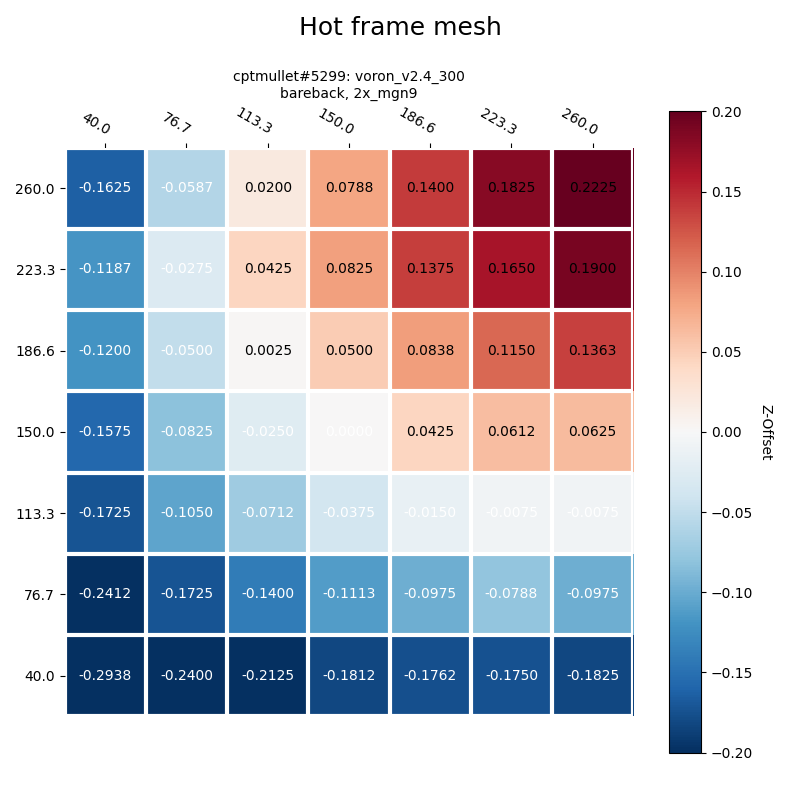 Hot frame mesh
cptmullet#5299: voron_v2.4_300
bareback, 2x_mgn9
40.0 76.7 113.3 150.0 186.6 223.3 260.0
260.0 -0.1625 -0.0587 0.0200 0.0788 0.1400 0.1825 0.2225
223.3 -0.1187 -0.0275 0.0425 0.0825 0.1375 0.1650 0.1900
186.6 -0.1200 -0.0500 0.0025 0.0500 0.0838 0.1150 0.1363
150.0 -0.1575 -0.0825 -0.0250 0.0000 0.0425 0.0612 0.0625
113.3 -0.1725 -0.1050 -0.0712 -0.0375 -0.0150 -0.0075 -0.0075
76.7 -0.2412 -0.1725 -0.1400 -0.1113 -0.0975 -0.0788 -0.0975
40.0 -0.2938 -0.2400 -0.2125 -0.1812 -0.1762 -0.1750 -0.1825
0.20
0.15
0.10
0.05
0.00
−0.05
−0.10
−0.15
−0.20
Z-Offset